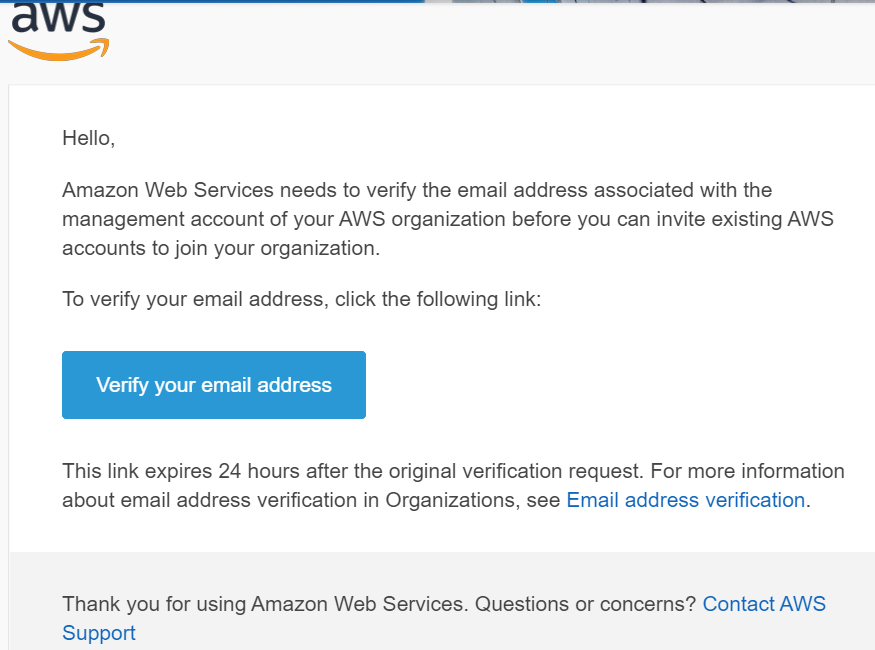 aws
Hello,
Amazon Web Services needs to verify the email address associated with the
management account of your AWS organization before you can invite existing AWS
accounts to join your organization.
To verify your email address, click the following link:
Verify your email address
This link expires 24 hours after the original verification request. For more information
about email address verification in Organizations, see Email address verification.
Thank you for using Amazon Web Services. Questions or concerns? Contact AWS
Support